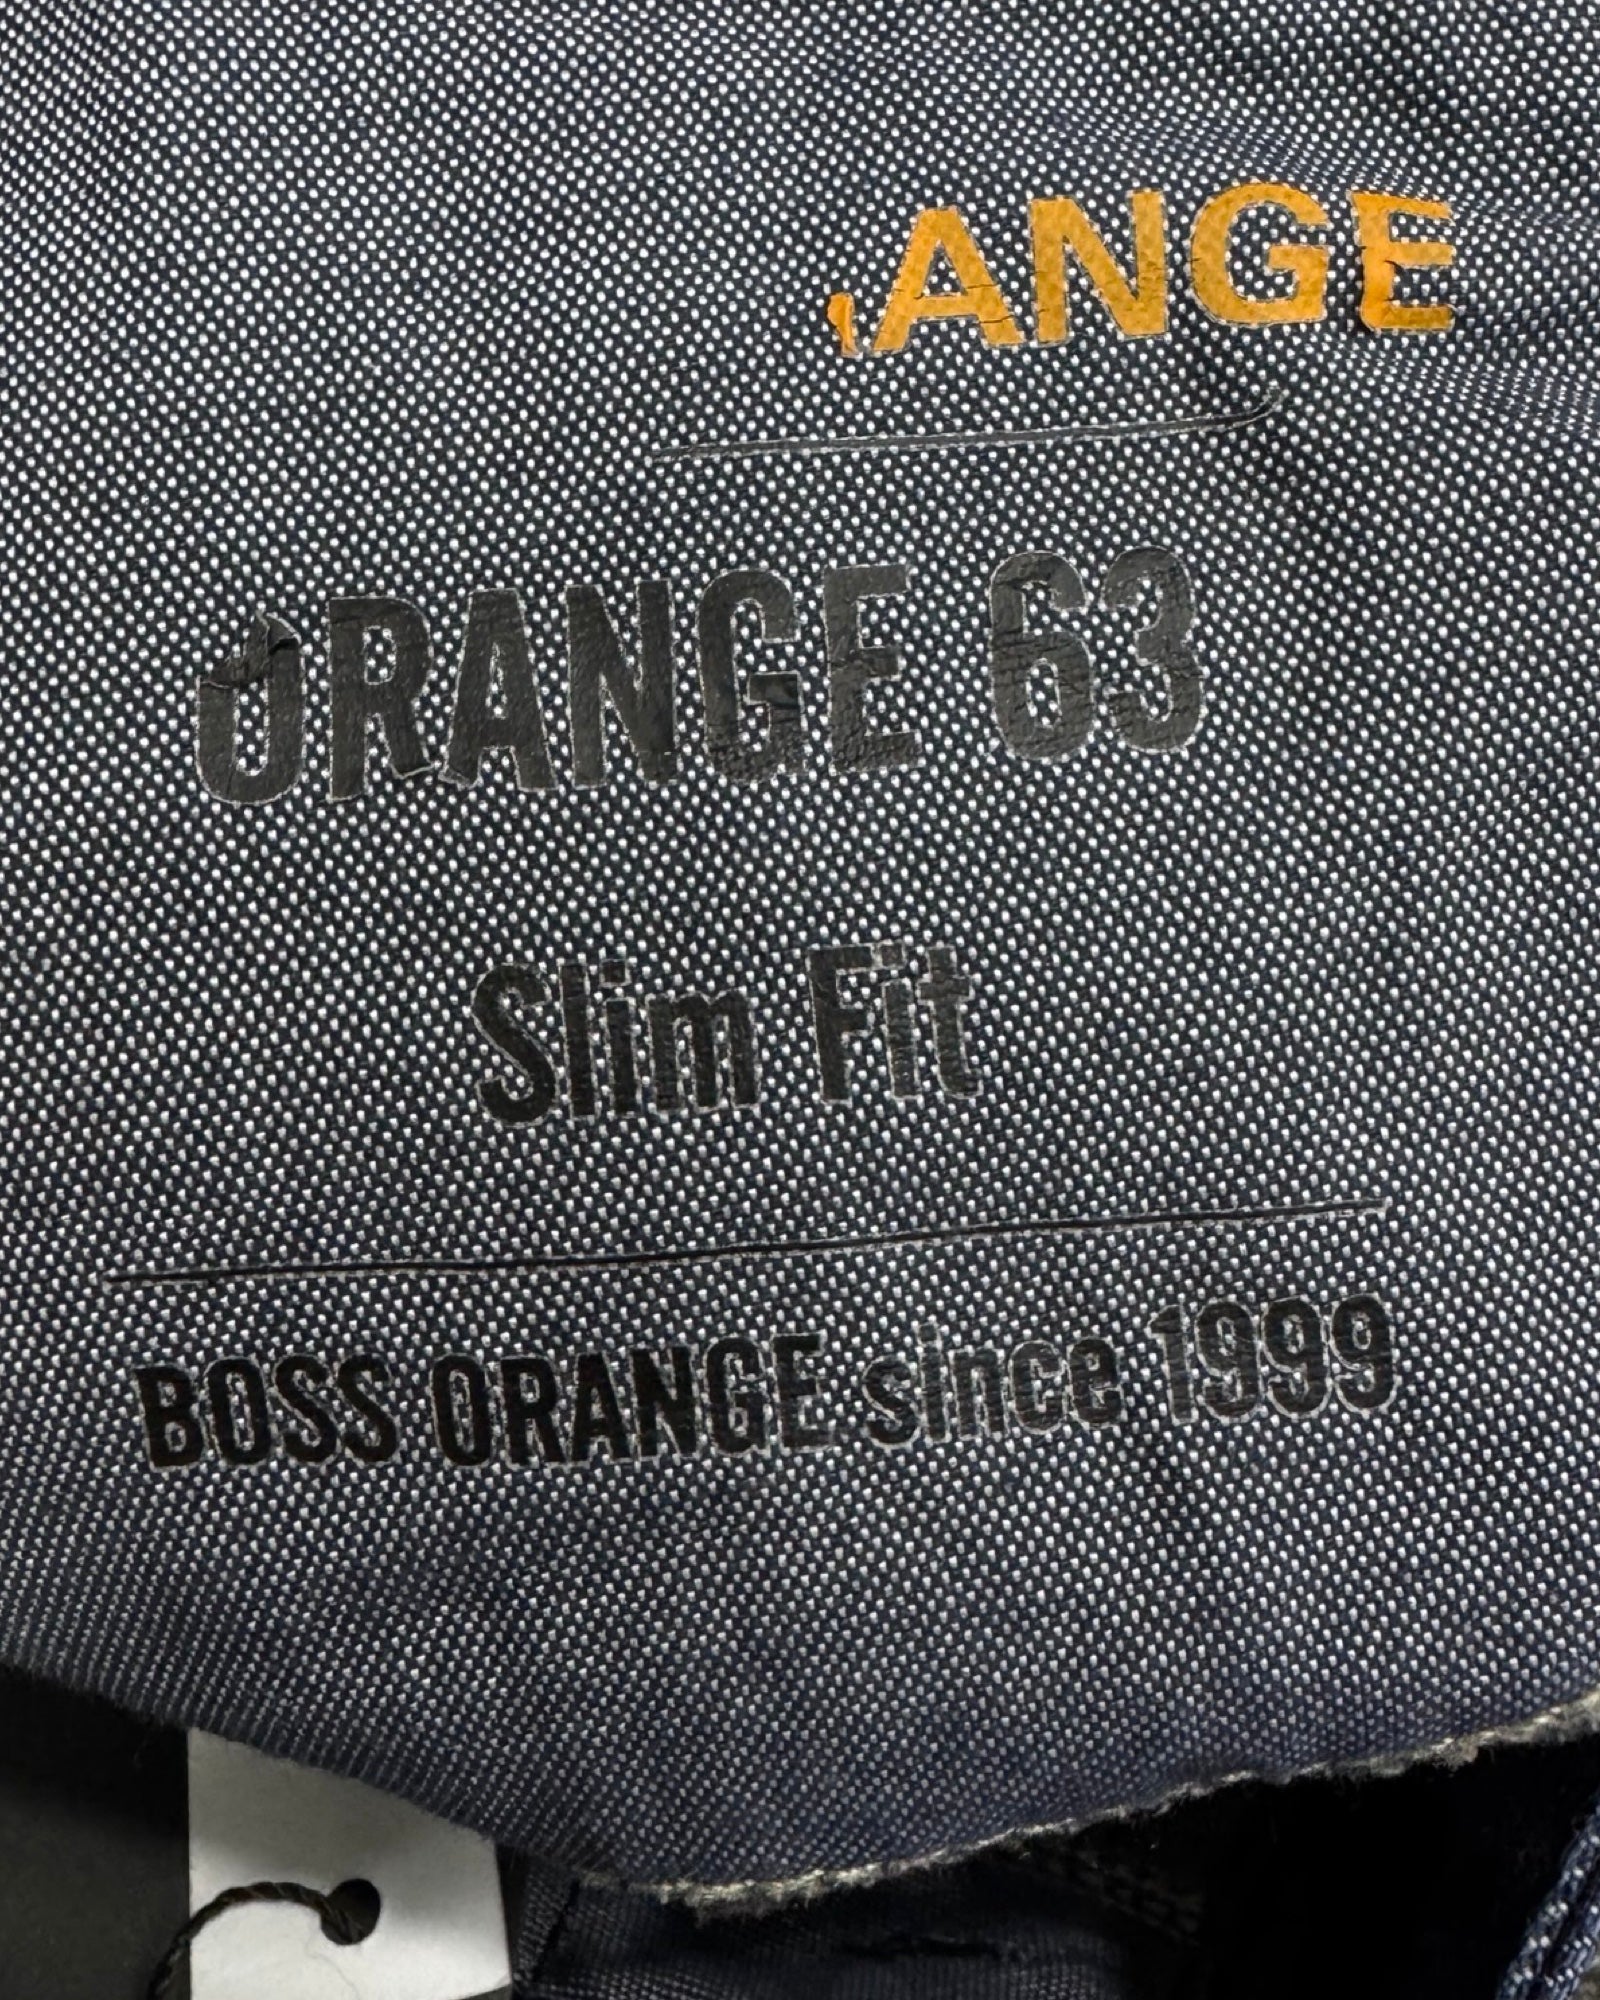 ANGE
ORANGE 63
Slim Fit
BOSS ORANGE since 1999